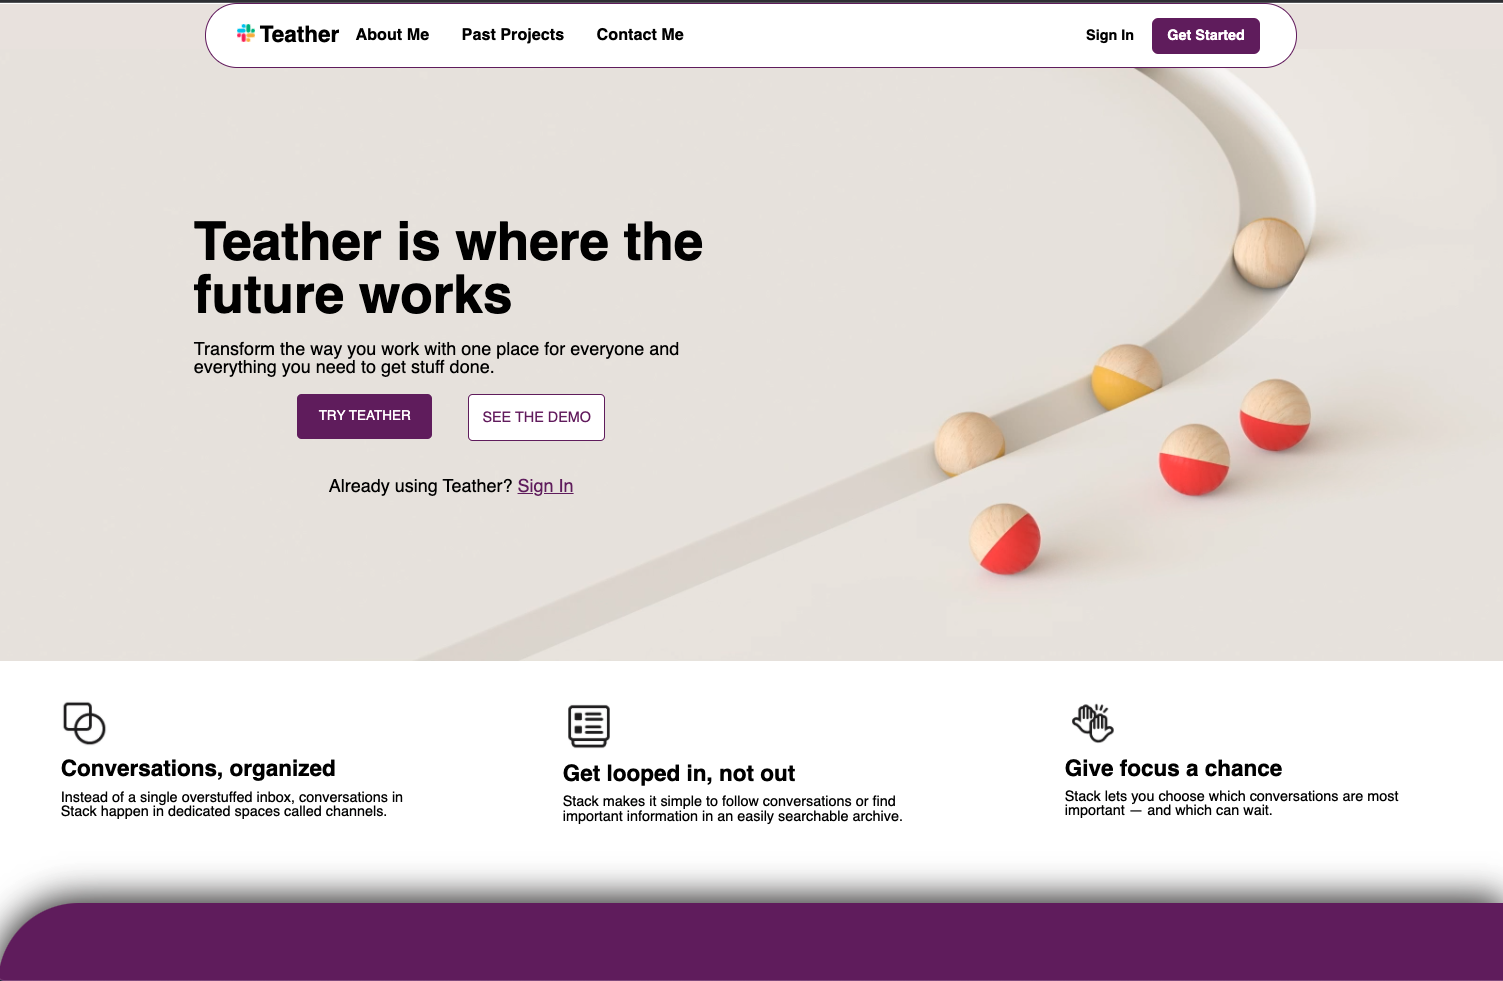 Teather About Me Past Projects Contact Me Sign In Get Started
Teather is where the
future works
Transform the way you work with one place for everyone and
everything you need to get stuff done.
TRY TEATHER SEE THE DEMO
Already using Teather? Sign In
Conversations, organized
Instead of a single overstuffed inbox, conversations in
Stack happen in dedicated spaces called channels.
Get looped in, not out
Stack makes it simple to follow conversations or find
important information in an easily searchable archive.
Give focus a chance
Stack lets you choose which conversations are most
important — and which can wait.